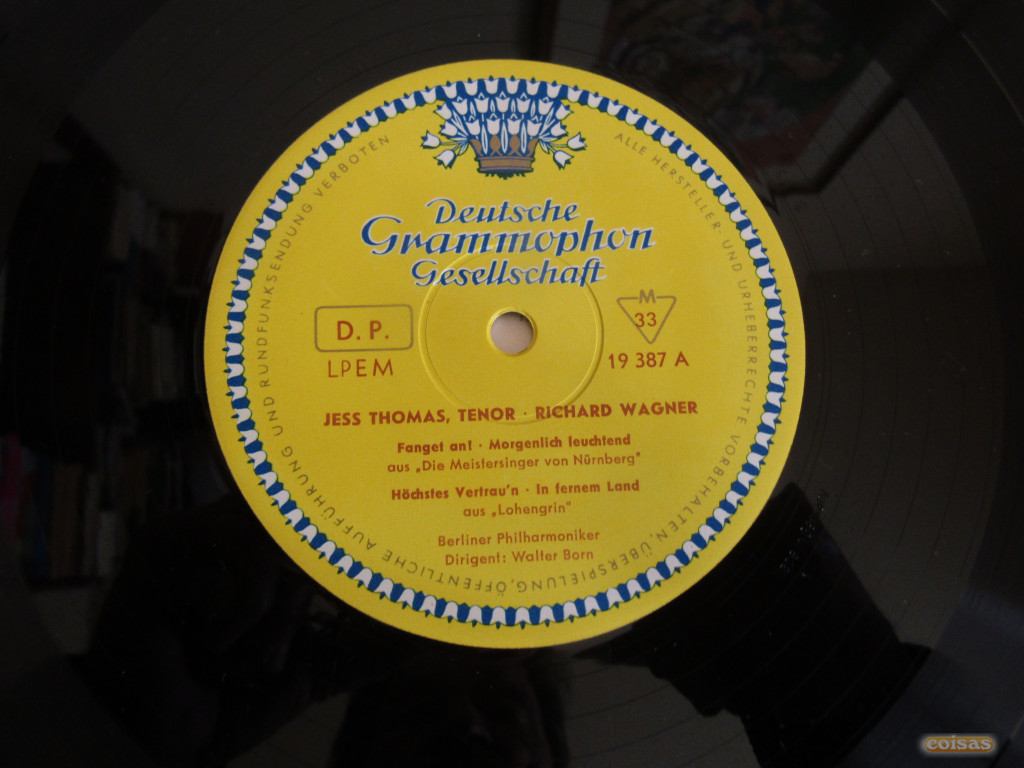 Deutsche
Grammophon
Gesellschaft
D. P.
LPEM
M
33
19 387 A
JESS THOMAS, TENOR · RICHARD WAGNER
Fanget an! · Morgenlich leuchtend
aus „Die Meistersinger von Nürnberg"
Höchstes Vertrau'n · In fernem Land
aus „Lohengrin"
Berliner Philharmoniker
Dirigent: Walter Born
ALLE HERSTELLER- UND URHEBERRECHTE VORBEHALTEN, ÜBERSPIELUNG, ÖFFENTLICHE AUFFÜHRUNG UND RUNDFUNKSENDUNG VERBOTEN
coisas